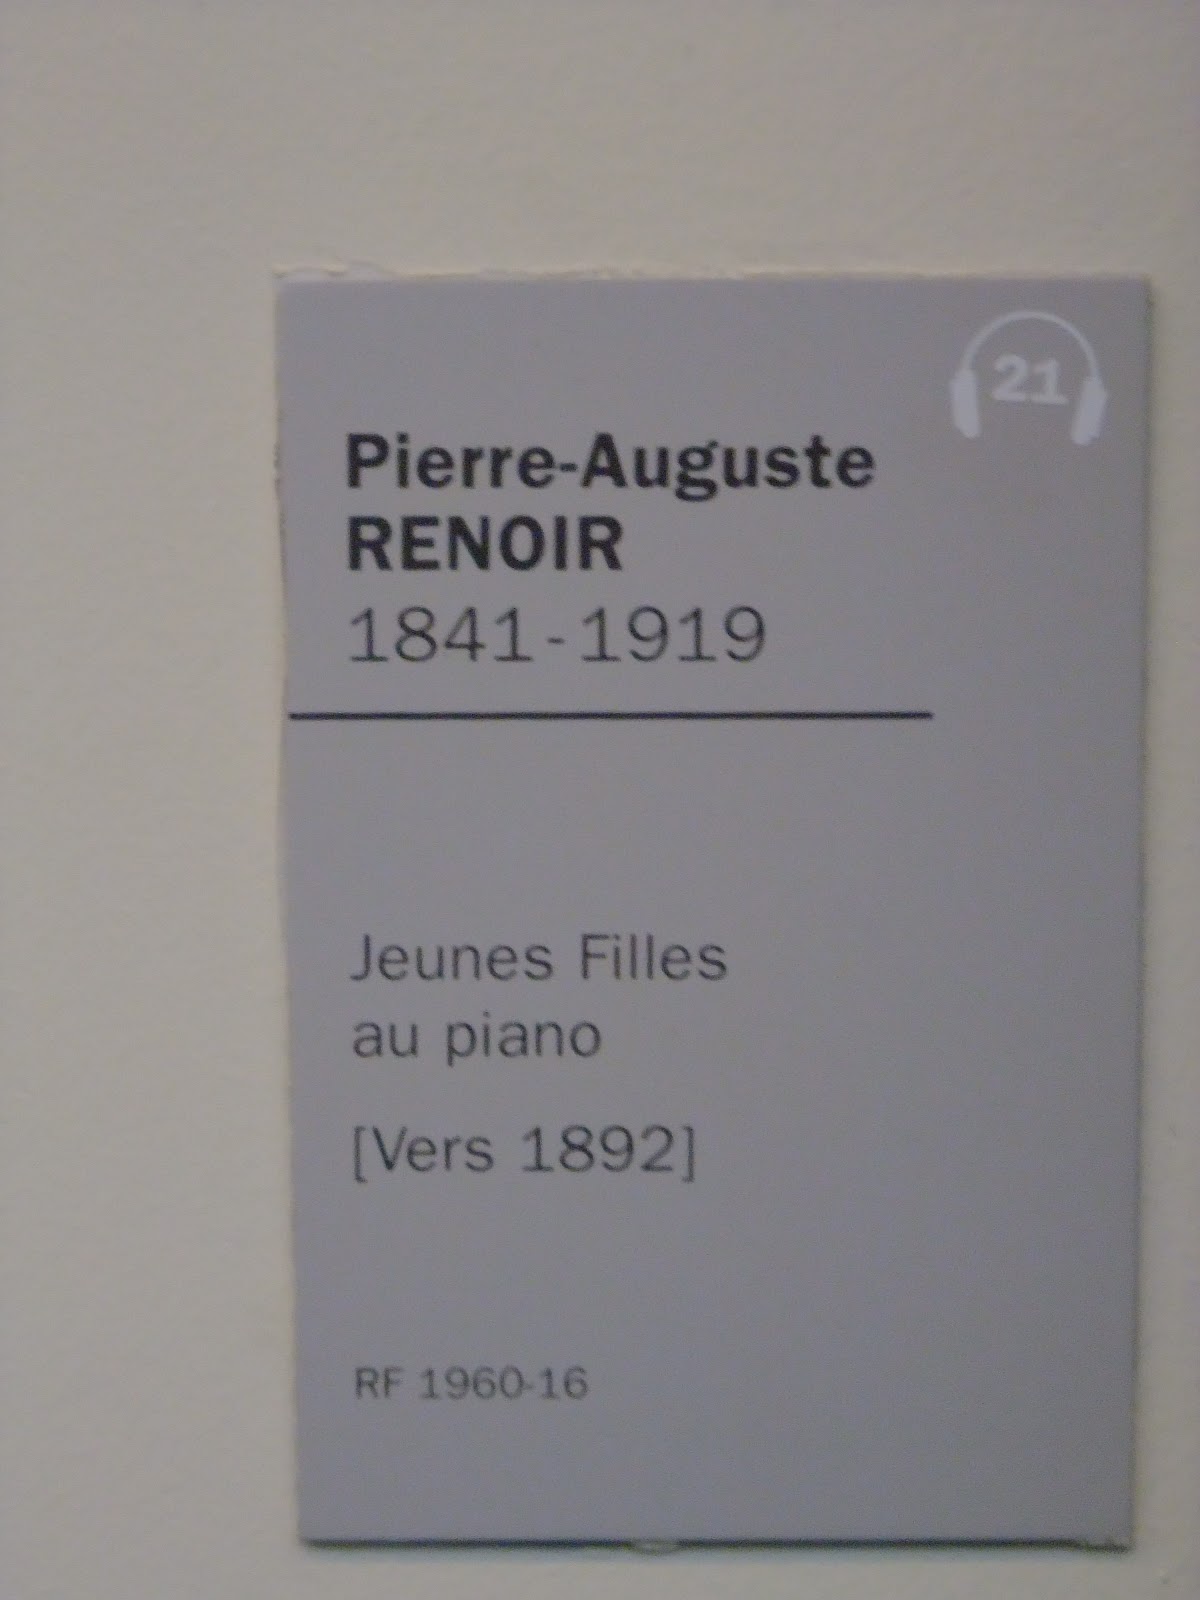 21
Pierre-Auguste
RENOIR
1841-1919
Jeunes Filles
au piano
[Vers 1892]
RF 1960-16